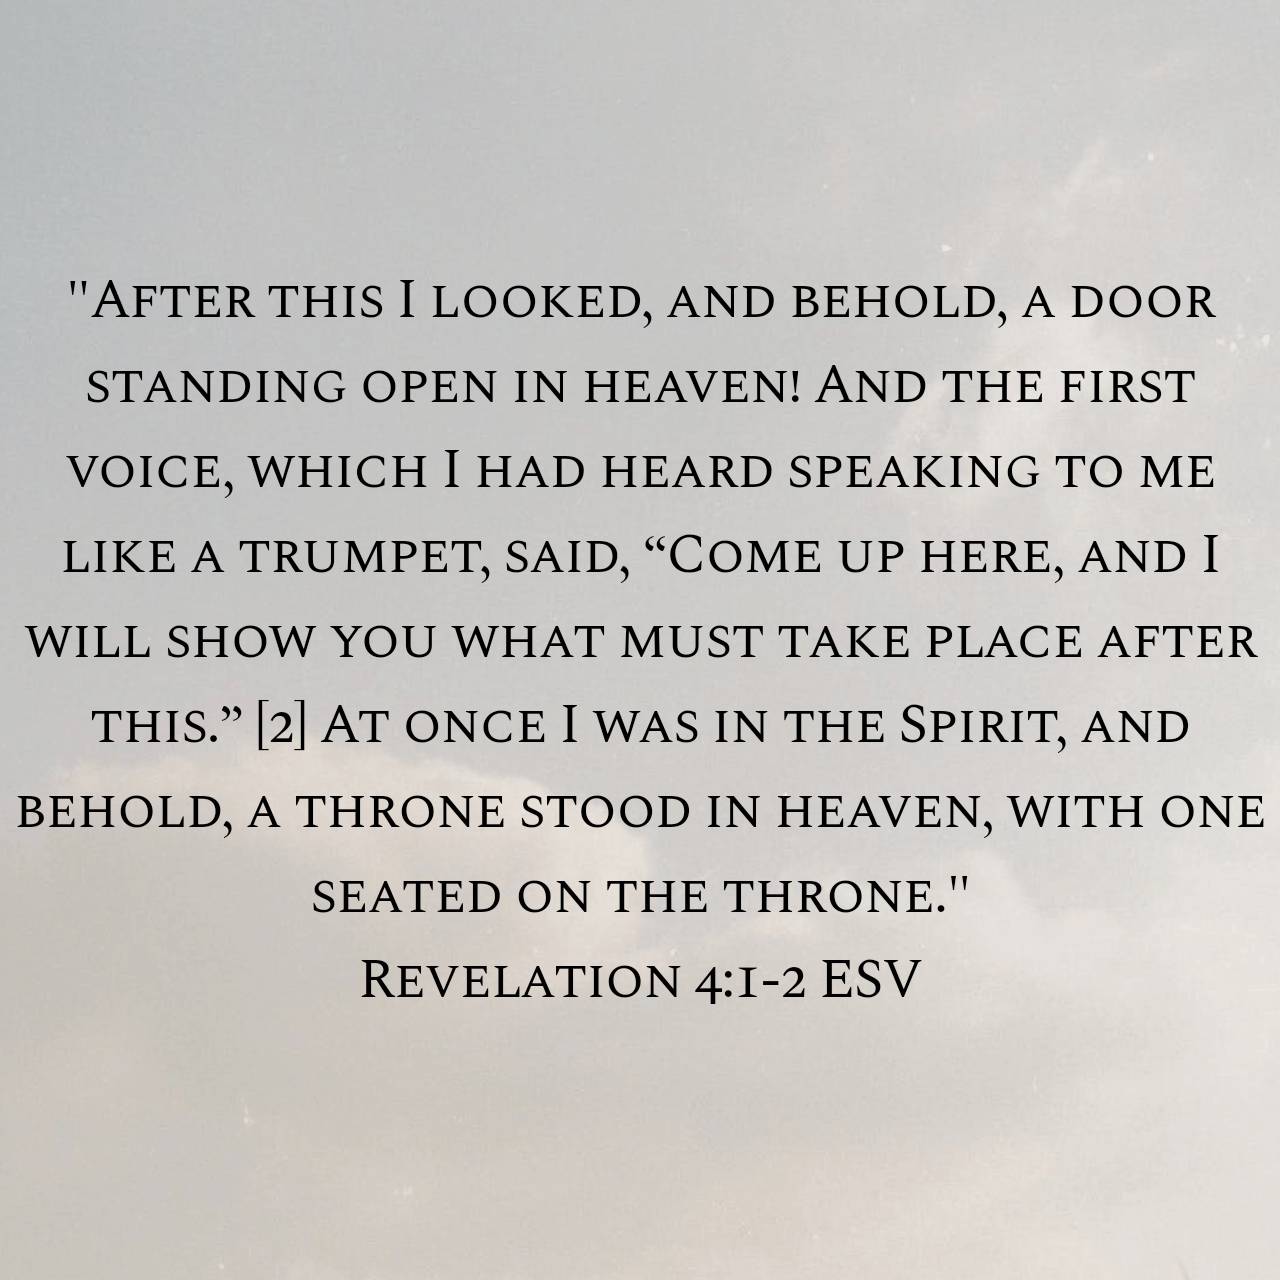 "After this I looked, and behold, a door
standing open in heaven! And the first
voice, which I had heard speaking to me
like a trumpet, said, “Come up here, and I
will show you what must take place after
this.” [2] At once I was in the Spirit, and
behold, a throne stood in heaven, with one
seated on the throne."
Revelation 4:1-2 ESV